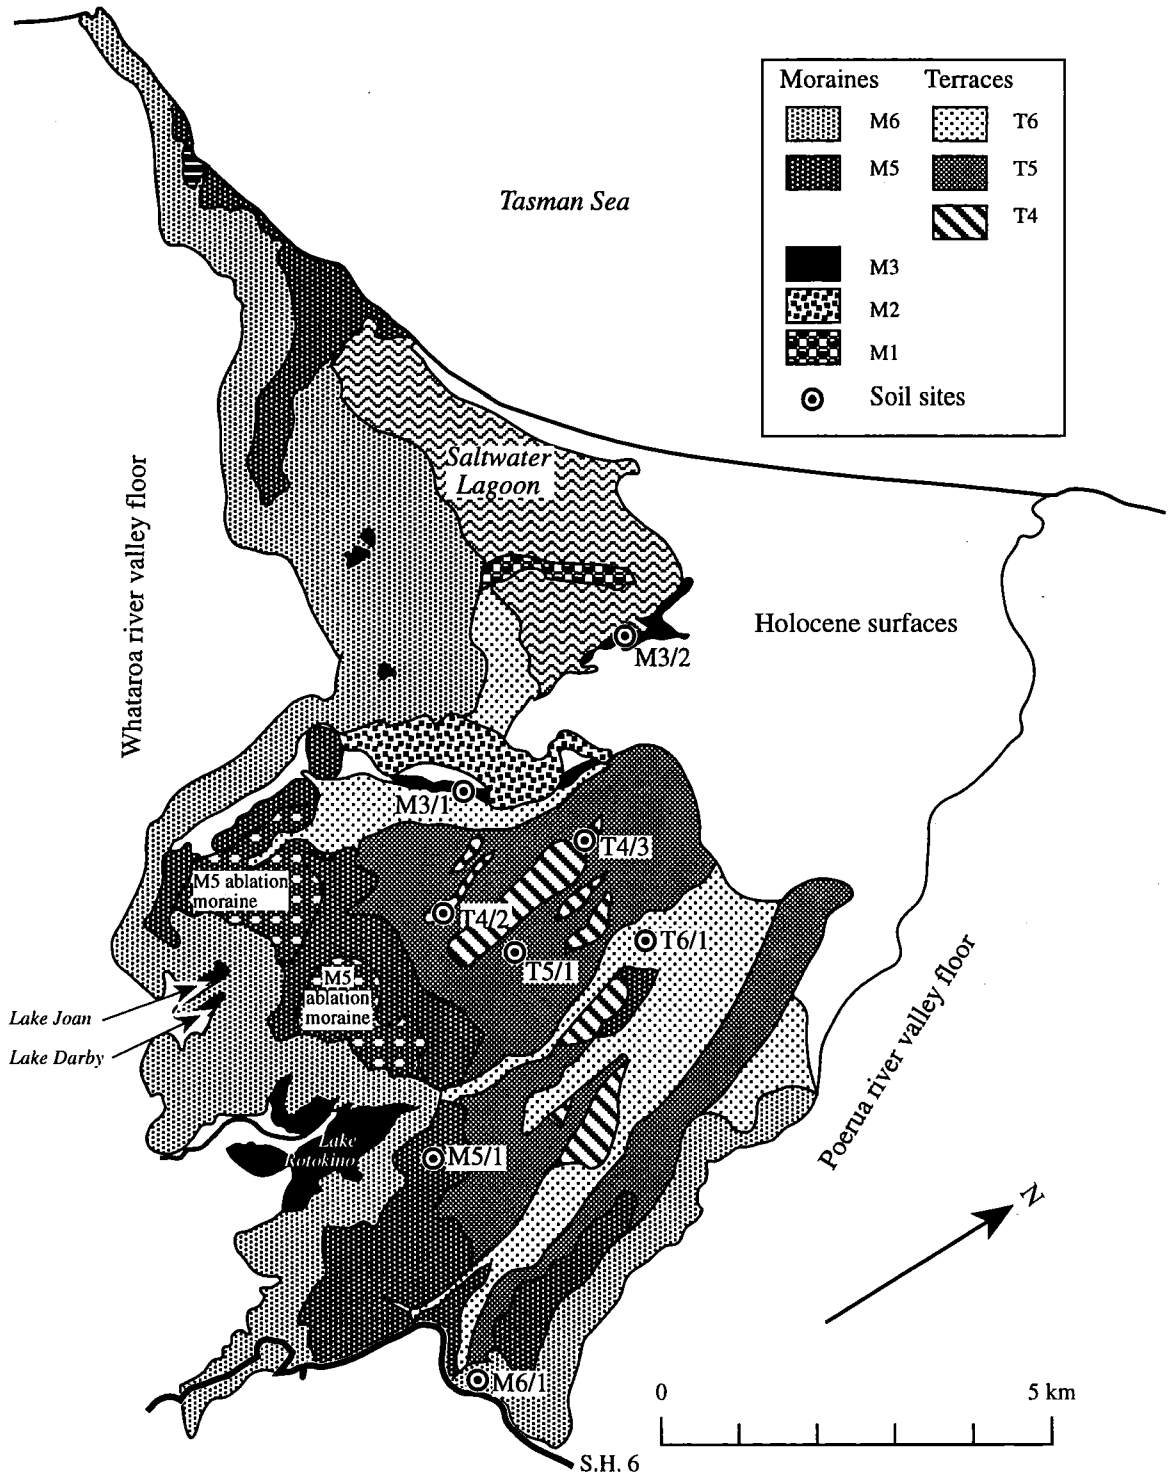 Moraines Terraces
M6 T6
M5 T5
T4
M3
M2
M1
Soil sites
Tasman Sea
Saltwater
Lagoon
Whataroa river valley floor
Holocene surfaces
M3/2
M3/1
T4/3
M5 ablation
moraine
T4/2
T6/1
T5/1
M5
ablation
moraine
Lake Joan
Lake Darby
Poerua river valley floor
Lake
Rotokino
M5/1
N
M6/1
0 5 km
S.H. 6